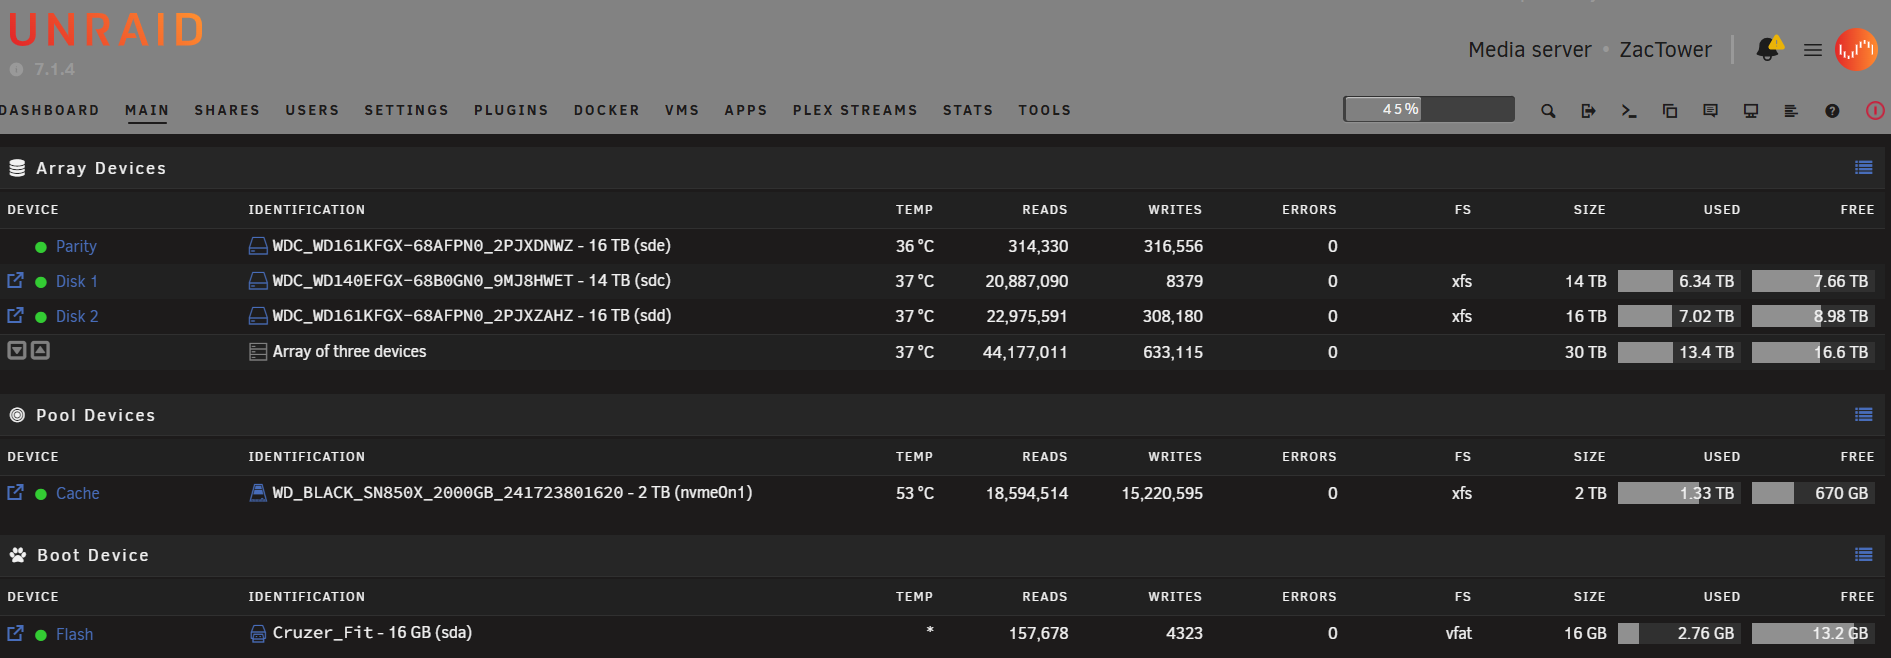 UNRAID
7.1.4
Media server • ZacTower
DASHBOARD MAIN SHARES USERS SETTINGS PLUGINS DOCKER VMS APPS PLEX STREAMS STATS TOOLS 45%
Array Devices
DEVICE IDENTIFICATION TEMP READS WRITES ERRORS FS SIZE USED FREE
Parity WDC_WD161KFGX-68AFPN0_2PJXDNWZ - 16 TB (sde) 36 °C 314,330 316,556 0
Disk 1 WDC_WD140EFGX-68B0GN0_9MJ8HWET - 14 TB (sdc) 37 °C 20,887,090 8379 0 xfs 14 TB 6.34 TB 7.66 TB
Disk 2 WDC_WD161KFGX-68AFPN0_2PJXZAHZ - 16 TB (sdd) 37 °C 22,975,591 308,180 0 xfs 16 TB 7.02 TB 8.98 TB
Array of three devices 37 °C 44,177,011 633,115 0 30 TB 13.4 TB 16.6 TB
Pool Devices
DEVICE IDENTIFICATION TEMP READS WRITES ERRORS FS SIZE USED FREE
Cache WD_BLACK_SN850X_2000GB_241723801620 - 2 TB (nvme0n1) 53 °C 18,594,514 15,220,595 0 xfs 2 TB 1.33 TB 670 GB
Boot Device
DEVICE IDENTIFICATION TEMP READS WRITES ERRORS FS SIZE USED FREE
Flash Cruzer_Fit - 16 GB (sda) * 157,678 4323 0 vfat 16 GB 2.76 GB 13.2 GB